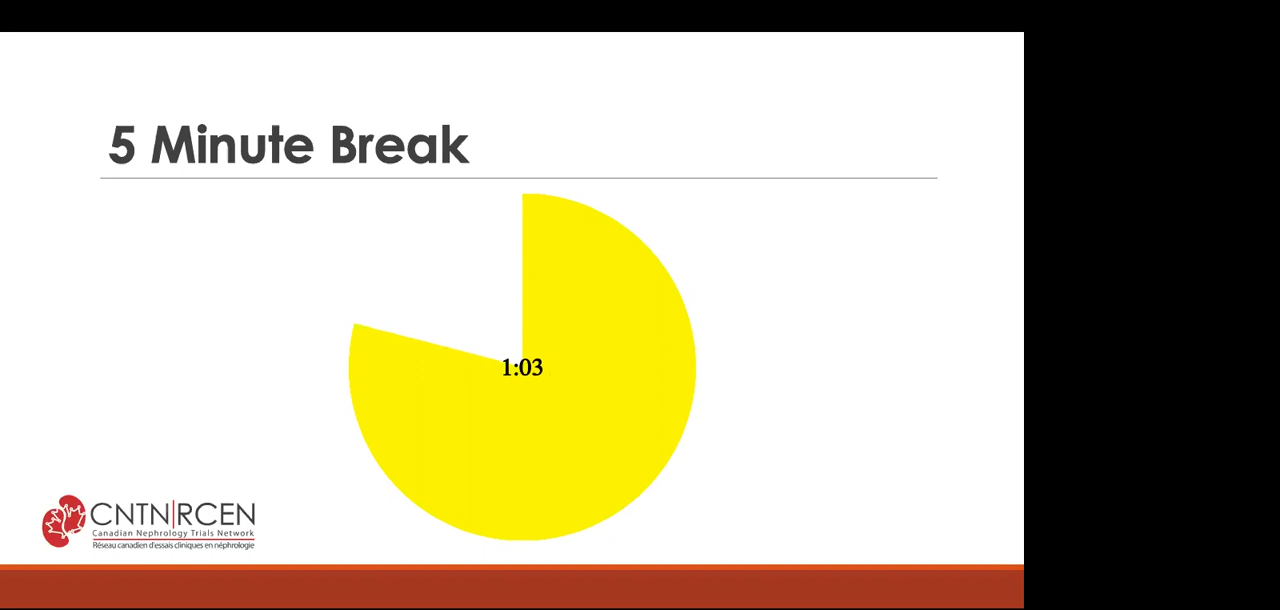 5 Minute Break
1:03
CNTN|RCEN
Canadian Nephrology Trials Network
Réseau canadien d'essais cliniques en néphrologie